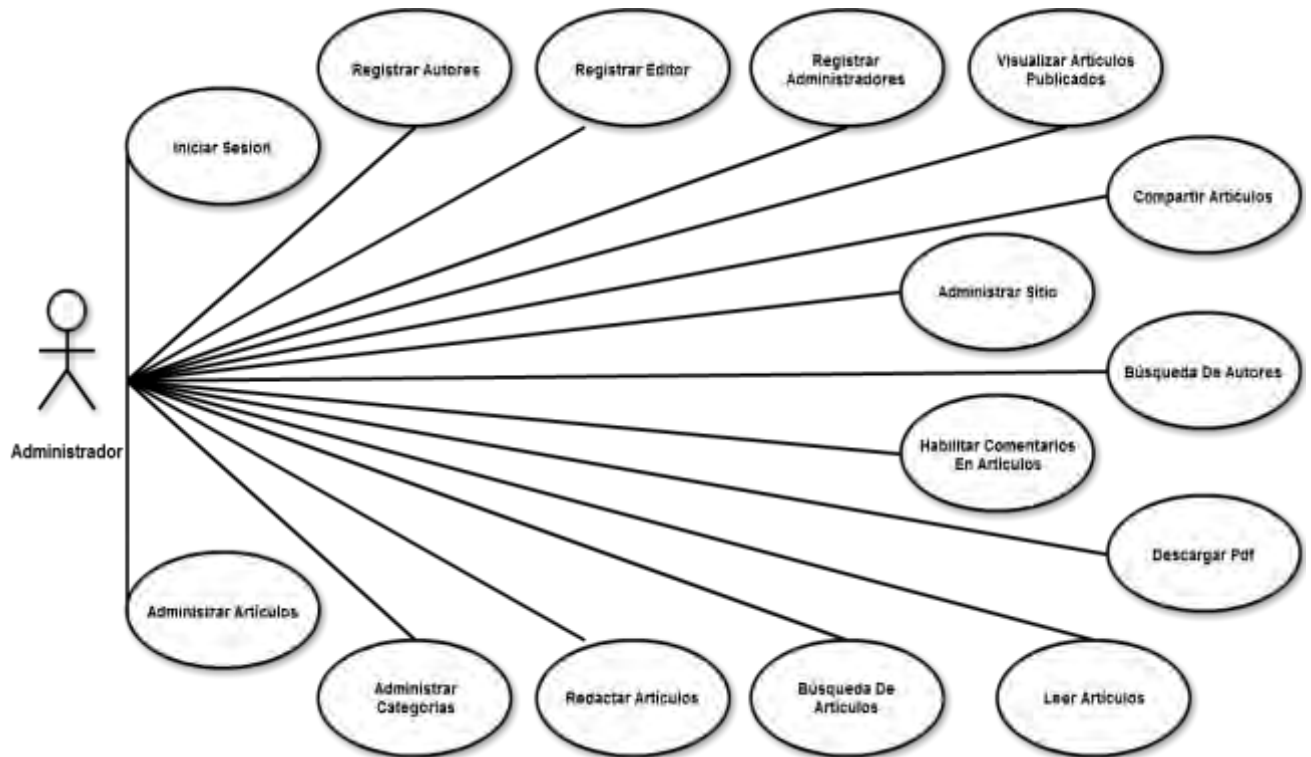 Registrar Autores
Registrar Editor
Registrar
Administradores
Visualizar Artículos
Publicados
Iniciar Sesion
Compartir Artículos
Administrar Sitio
Búsqueda De Autores
Administrador
Habilitar Comentarios
En Artículos
Descargar Pdf
Administrar Artículos
Administrar
Categorías
Redactar Artículos
Búsqueda De
Artículos
Leer Artículos